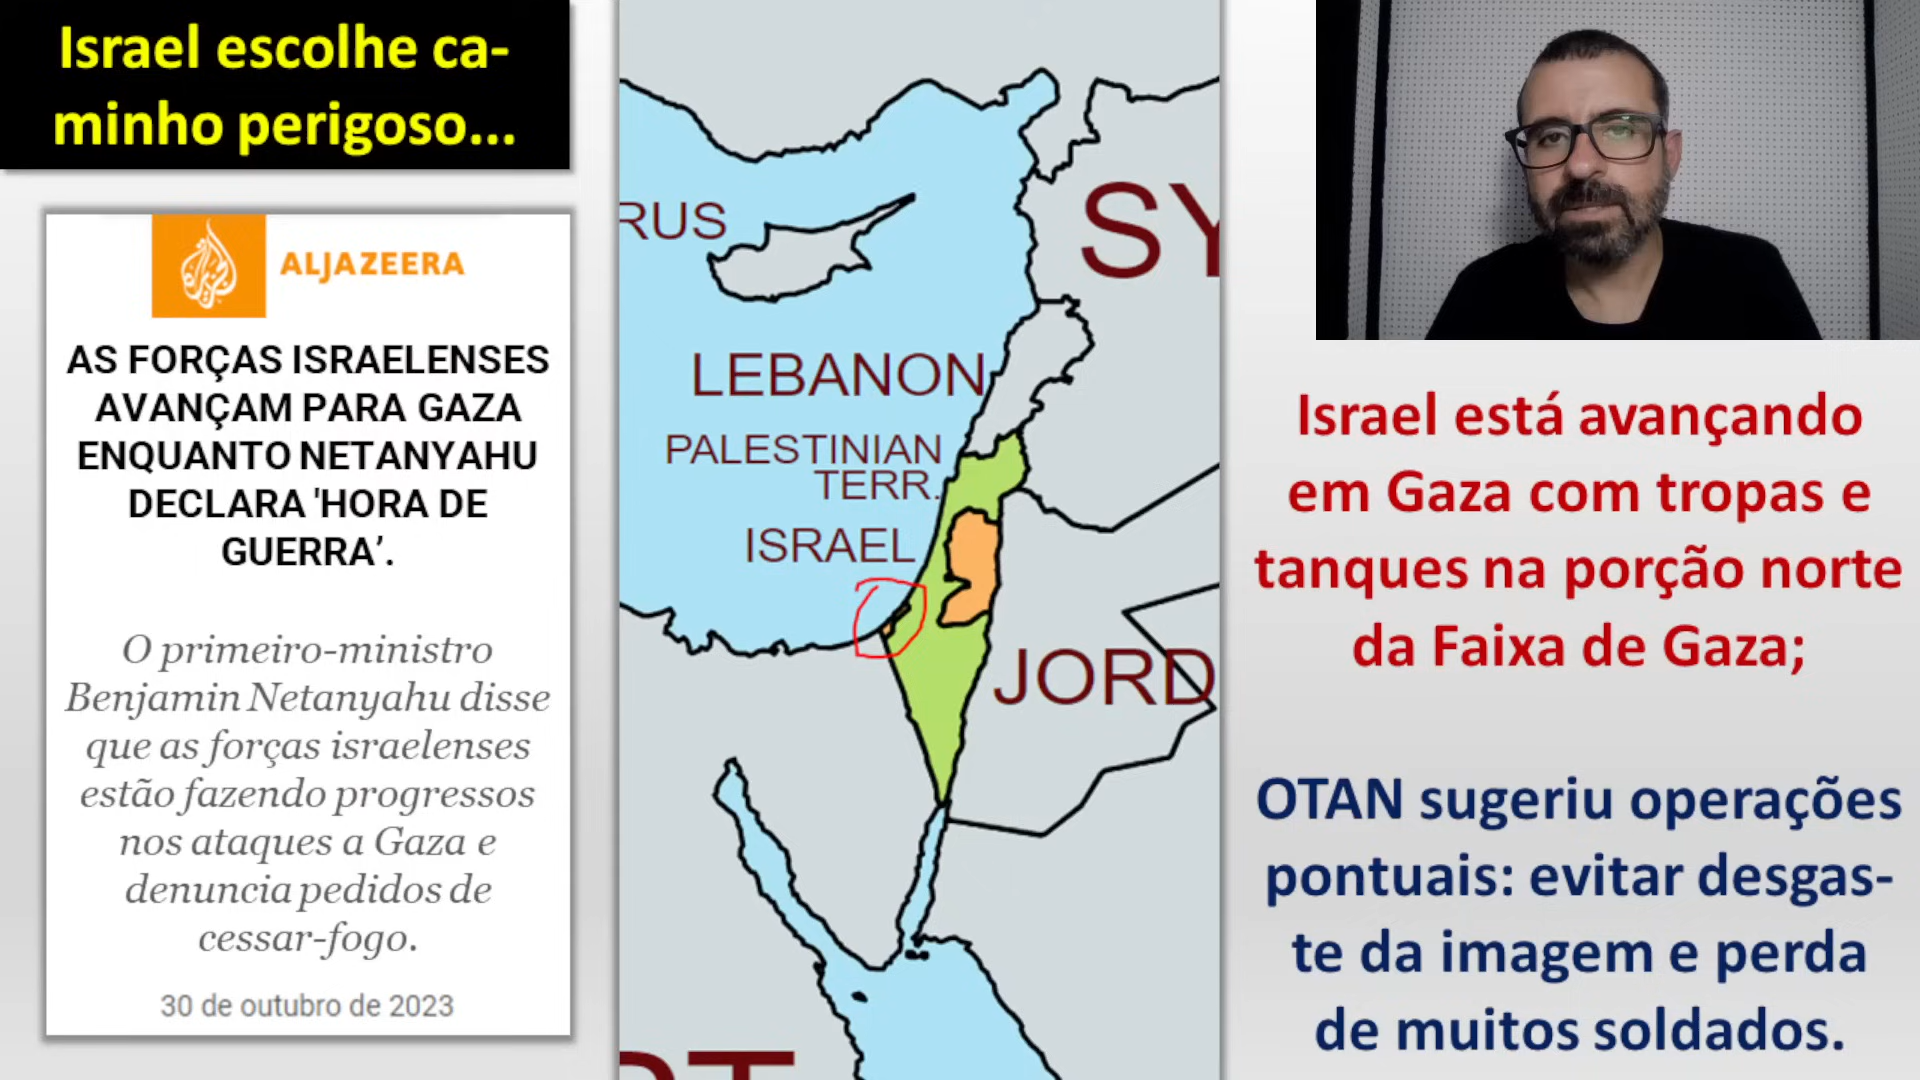 Israel escolhe ca-
minho perigoso...
ALJAZEERA
AS FORÇAS ISRAELENSES
AVANÇAM PARA GAZA
ENQUANTO NETANYAHU
DECLARA 'HORA DE
GUERRA’.
O primeiro-ministro
Benjamin Netanyahu disse
que as forças israelenses
estão fazendo progressos
nos ataques a Gaza e
denuncia pedidos de
cessar-fogo.
30 de outubro de 2023
RUS
SY
LEBANON
PALESTINIAN
TERR.
ISRAEL
JORD
PT
Israel está avançando
em Gaza com tropas e
tanques na porção norte
da Faixa de Gaza;
OTAN sugeriu operações
pontuais: evitar desgas-
te da imagem e perda
de muitos soldados.